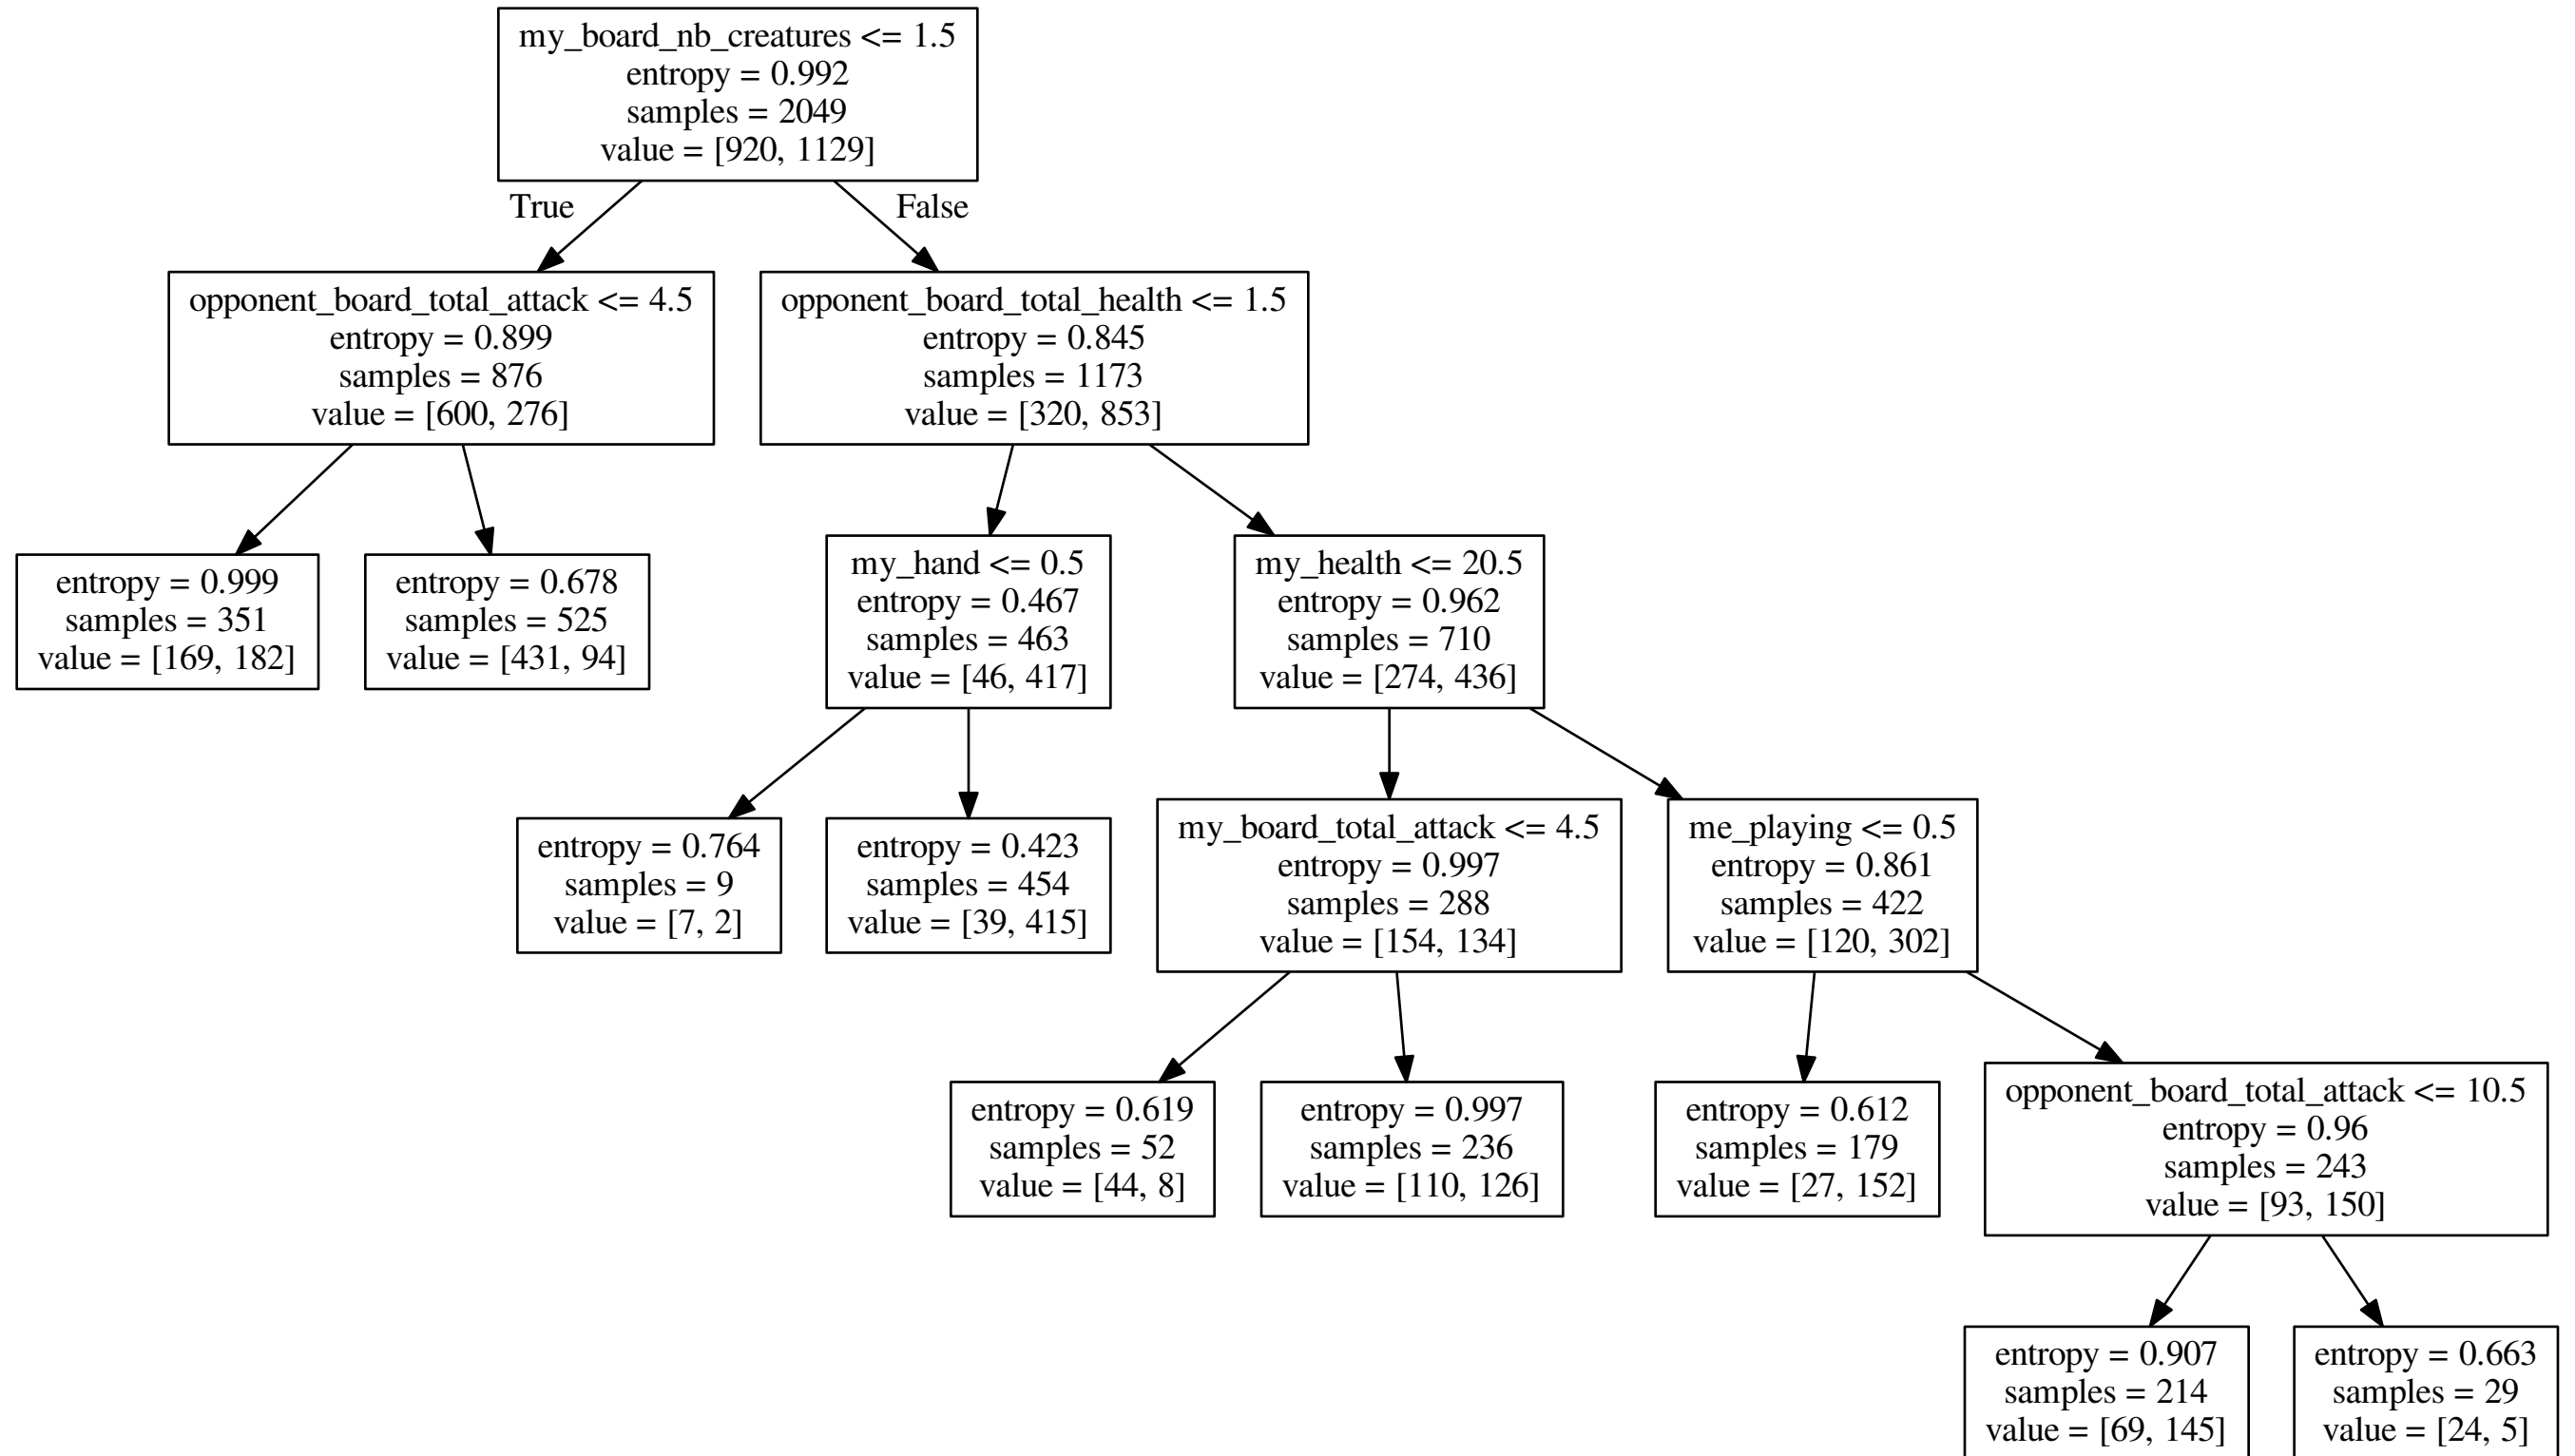 my_board_nb_creatures <= 1.5
entropy = 0.992
samples = 2049
value = [920, 1129]
True
False
opponent_board_total_attack <= 4.5
entropy = 0.899
samples = 876
value = [600, 276]
opponent_board_total_health <= 1.5
entropy = 0.845
samples = 1173
value = [320, 853]
entropy = 0.999
samples = 351
value = [169, 182]
entropy = 0.678
samples = 525
value = [431, 94]
my_hand <= 0.5
entropy = 0.467
samples = 463
value = [46, 417]
my_health <= 20.5
entropy = 0.962
samples = 710
value = [274, 436]
entropy = 0.764
samples = 9
value = [7, 2]
entropy = 0.423
samples = 454
value = [39, 415]
my_board_total_attack <= 4.5
entropy = 0.997
samples = 288
value = [154, 134]
me_playing <= 0.5
entropy = 0.861
samples = 422
value = [120, 302]
entropy = 0.619
samples = 52
value = [44, 8]
entropy = 0.997
samples = 236
value = [110, 126]
entropy = 0.612
samples = 179
value = [27, 152]
opponent_board_total_attack <= 10.5
entropy = 0.96
samples = 243
value = [93, 150]
entropy = 0.907
samples = 214
value = [69, 145]
entropy = 0.663
samples = 29
value = [24, 5]